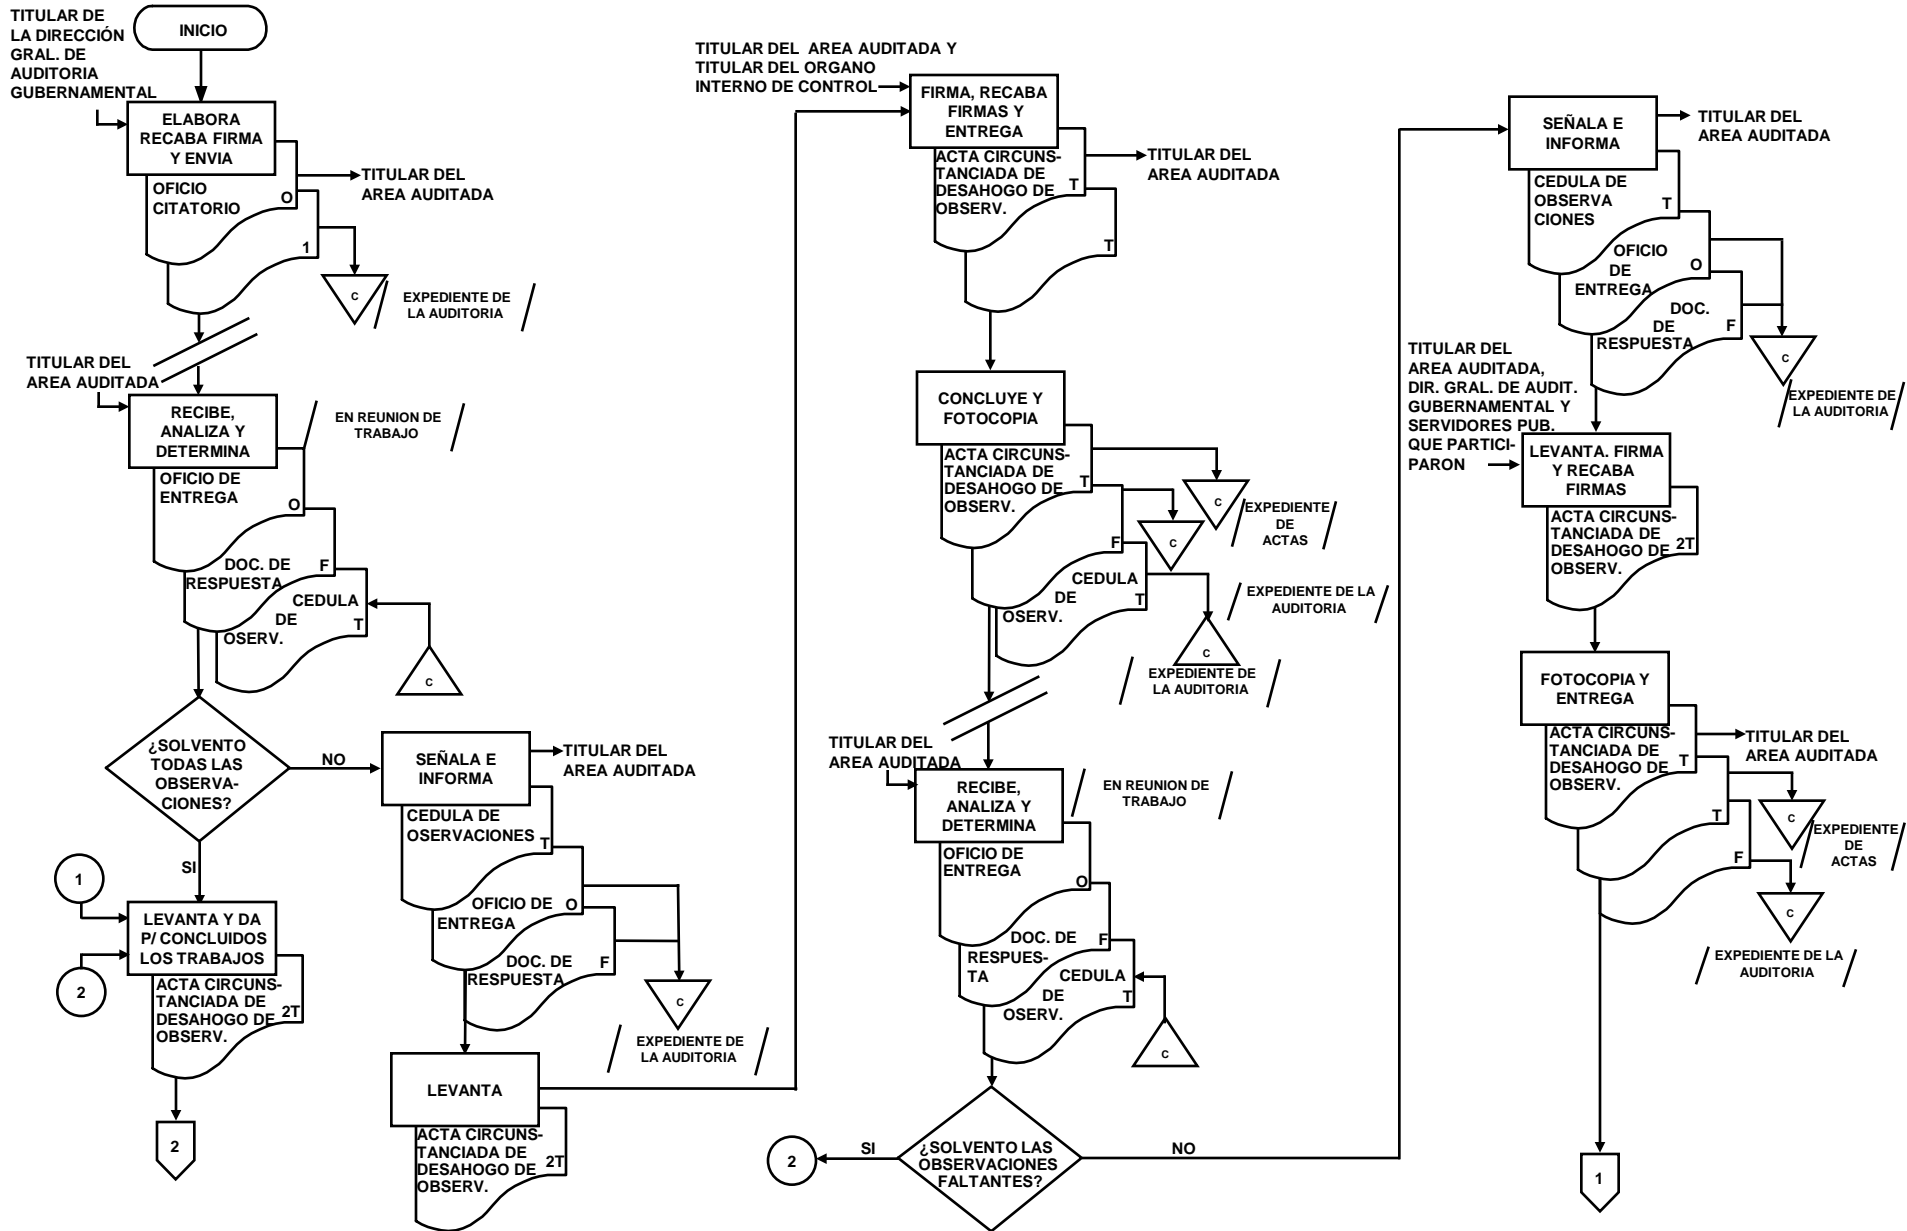 TITULAR DE
LA DIRECCIÓN
GRAL. DE
AUDITORIA
GUBERNAMENTAL
INICIO
ELABORA
RECABA FIRMA
Y ENVIA
OFICIO
CITATORIO
O
1
TITULAR DEL
AREA AUDITADA
C
EXPEDIENTE DE
LA AUDITORIA
TITULAR DEL
AREA AUDITADA
RECIBE,
ANALIZA Y
DETERMINA
EN REUNION DE
TRABAJO
OFICIO DE
ENTREGA
O
DOC. DE
RESPUESTA
F
CEDULA
DE
OSERV.
T
C
¿SOLVENTO
TODAS LAS
OBSERVA-
CIONES?
NO
SI
1
2
LEVANTA Y DA
P/ CONCLUIDOS
LOS TRABAJOS
ACTA CIRCUNS-
TANCIADA DE
DESAHOGO DE
OBSERV.
2T
2
SEÑALA E
INFORMA
TITULAR DEL
AREA AUDITADA
CEDULA DE
OSERVACIONES
T
OFICIO DE
ENTREGA
O
DOC. DE
RESPUESTA
F
C
EXPEDIENTE DE
LA AUDITORIA
LEVANTA
ACTA CIRCUNS-
TANCIADA DE
DESAHOGO DE
OBSERV.
2T
TITULAR DEL AREA AUDITADA Y
TITULAR DEL ORGANO
INTERNO DE CONTROL
FIRMA, RECABA
FIRMAS Y
ENTREGA
TITULAR DEL
AREA AUDITADA
ACTA CIRCUNS-
TANCIADA DE
DESAHOGO DE
OBSERV.
T
T
CONCLUYE Y
FOTOCOPIA
ACTA CIRCUNS-
TANCIADA DE
DESAHOGO DE
OBSERV.
T
F
CEDULA
DE
OSERV.
T
C
EXPEDIENTE
DE
ACTAS
C
EXPEDIENTE DE LA
AUDITORIA
C
EXPEDIENTE DE
LA AUDITORIA
TITULAR DEL
AREA AUDITADA
RECIBE,
ANALIZA Y
DETERMINA
EN REUNION DE
TRABAJO
OFICIO DE
ENTREGA
O
DOC. DE
RESPUES-
TA
F
CEDULA
DE
OSERV.
T
C
¿SOLVENTO LAS
OBSERVACIONES
FALTANTES?
SI
2
NO
SEÑALA E
INFORMA
TITULAR DEL
AREA AUDITADA
CEDULA DE
OBSERVA
CIONES
T
OFICIO
DE
ENTREGA
O
DOC.
DE
RESPUESTA
F
C
EXPEDIENTE DE
LA AUDITORIA
TITULAR DEL
AREA AUDITADA,
DIR. GRAL. DE AUDIT.
GUBERNAMENTAL Y
SERVIDORES PUB.
QUE PARTICI-
PARON
LEVANTA. FIRMA
Y RECABA
FIRMAS
ACTA CIRCUNS-
TANCIADA DE
DESAHOGO DE
OBSERV.
2T
FOTOCOPIA Y
ENTREGA
TITULAR DEL
AREA AUDITADA
ACTA CIRCUNS-
TANCIADA DE
DESAHOGO DE
OBSERV.
T
T
F
C
EXPEDIENTE
DE
ACTAS
C
EXPEDIENTE DE LA
AUDITORIA
1